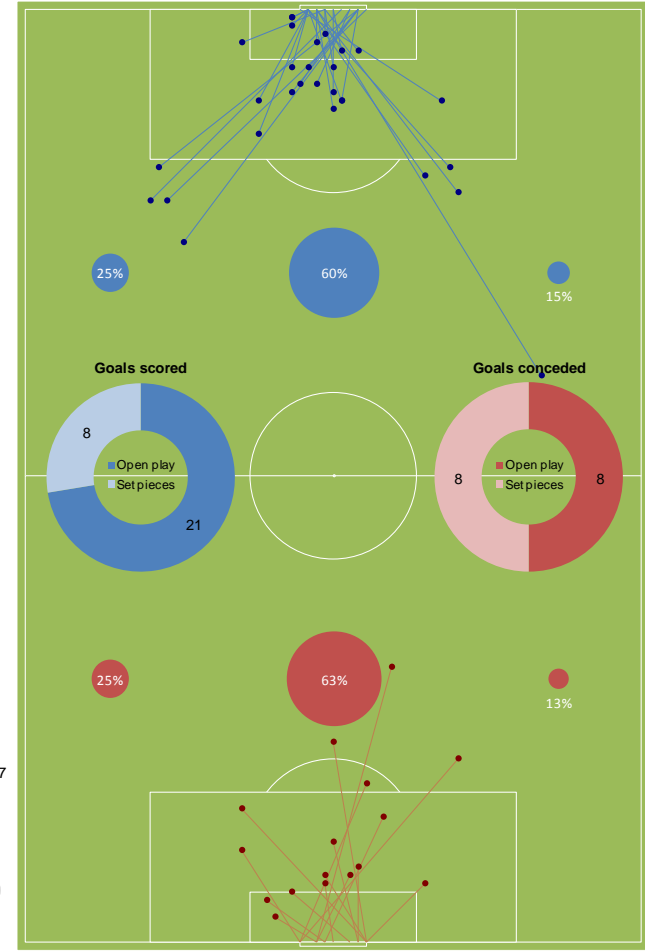 25%
60%
15%
Goals scored
Goals conceded
8
Open play
Set pieces
21
8
Open play
Set pieces
8
25%
63%
13%
7